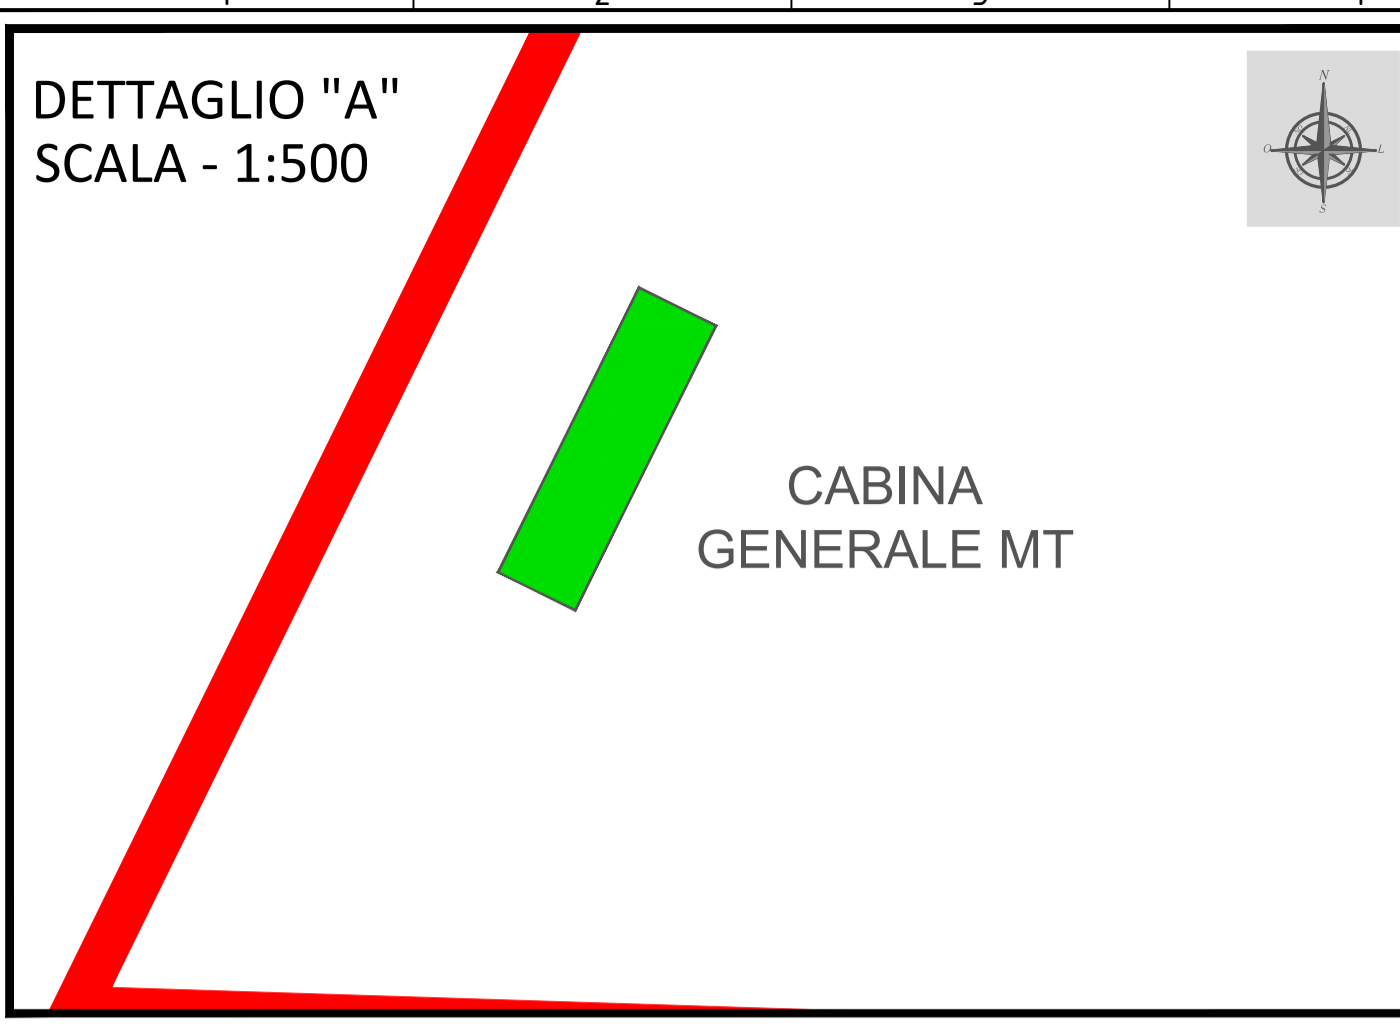 DETTAGLIO "A"
SCALA - 1:500
N
O
L
S
CABINA
GENERALE MT